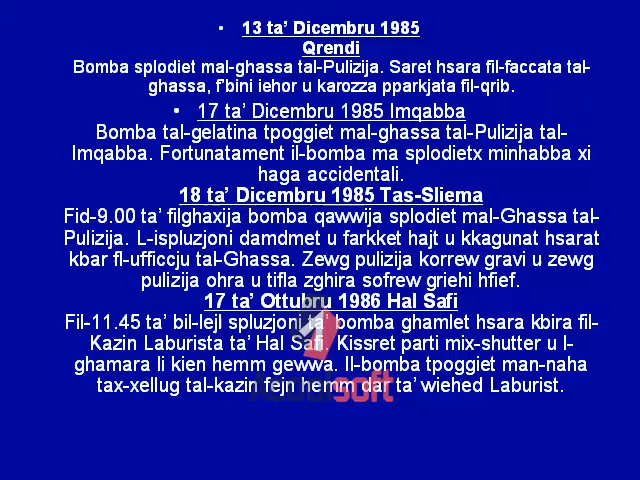 • 13 ta’ Dicembru 1985
Qrendi
Bomba splodiet mal-ghassa tal-Pulizija. Saret hsara fil-faccata tal-
ghassa, f'bini iehor u karozza pparkjata fil-qrib.
• 17 ta’ Dicembru 1985 Imqabba
Bomba tal-gelatina tpoggiet mal-ghassa tal-Pulizija tal-
Imqabba. Fortunatament il-bomba ma splodietx minhabba xi
haga accidentali.
18 ta’ Dicembru 1985 Tas-Sliema
Fid-9.00 ta’ filghaxija bomba qawwija splodiet mal-Ghassa tal-
Pulizija. L-ispluzjoni damdmet u farkket hajt u kkagunat hsarat
kbar fl-ufficcju tal-Ghassa. Zewg pulizija korrew gravi u zewg
pulizija ohra u tifla zghira sofrew griehi hfief.
17 ta’ Ottubru 1986 Hal Safi
Fil-11.45 ta’ bil-lejl spluzjoni ta’ bomba ghamlet hsara kbira fil-
Kazin Laburista ta’ Hal Safi. Kissret parti mix-shutter u l-
ghamara li kien hemm gewwa. Il-bomba tpoggiet man-naha
tax-xellug tal-kazin fejn hemm dar ta’ wiehed Laburist.